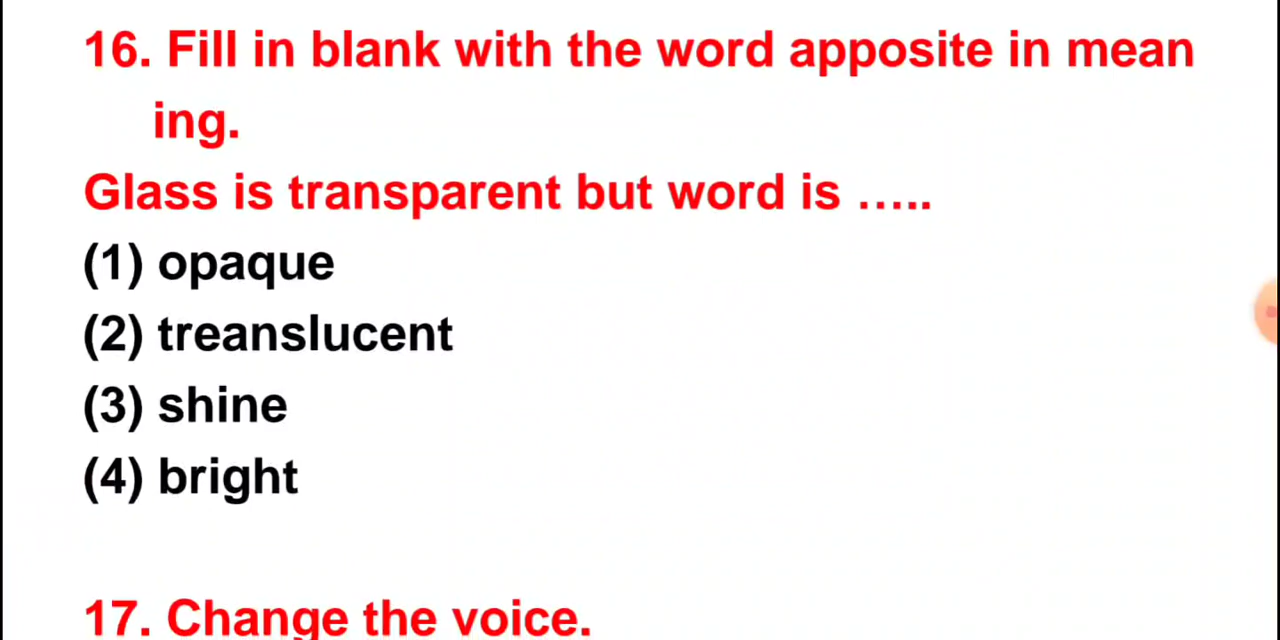 16. Fill in blank with the word apposite in mean
ing.
Glass is transparent but word is .....
(1) opaque
(2) treanslucent
(3) shine
(4) bright
17. Change the voice.